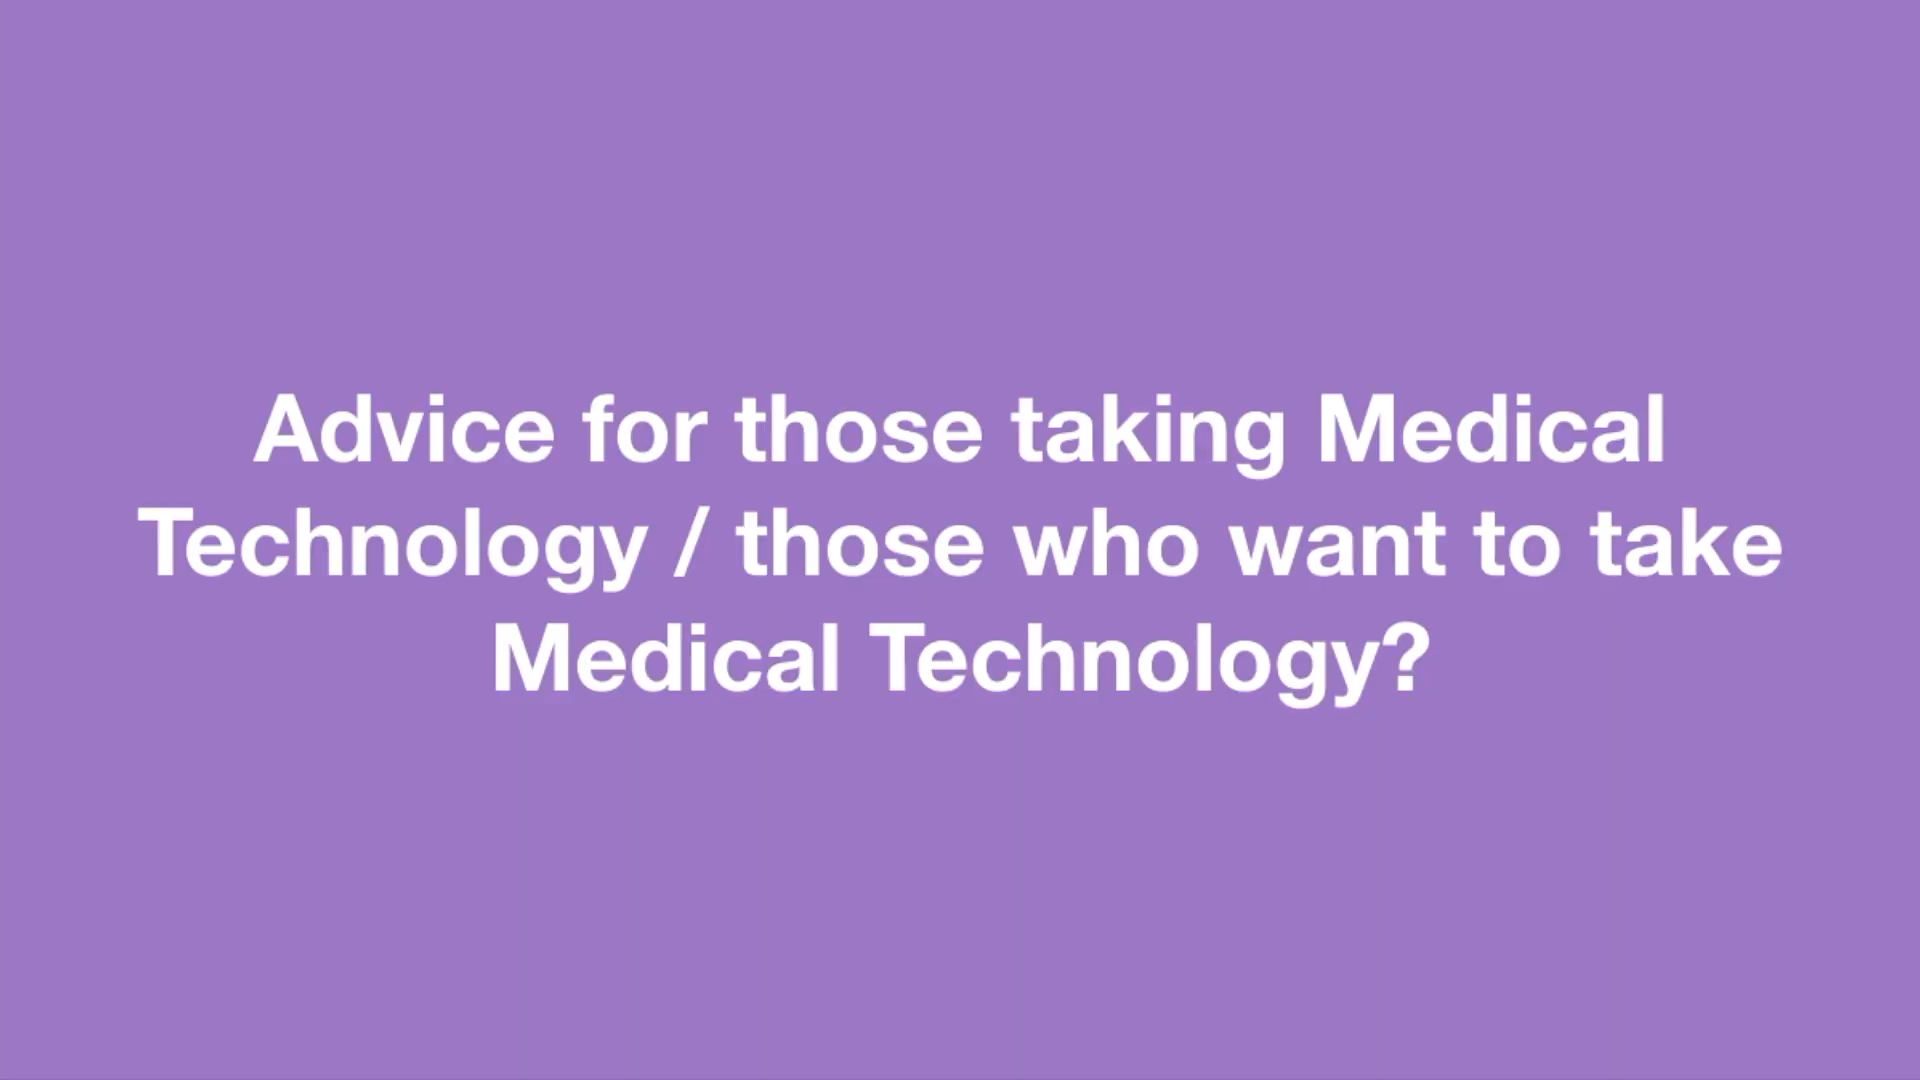 Advice for those taking Medical
Technology / those who want to take
Medical Technology?